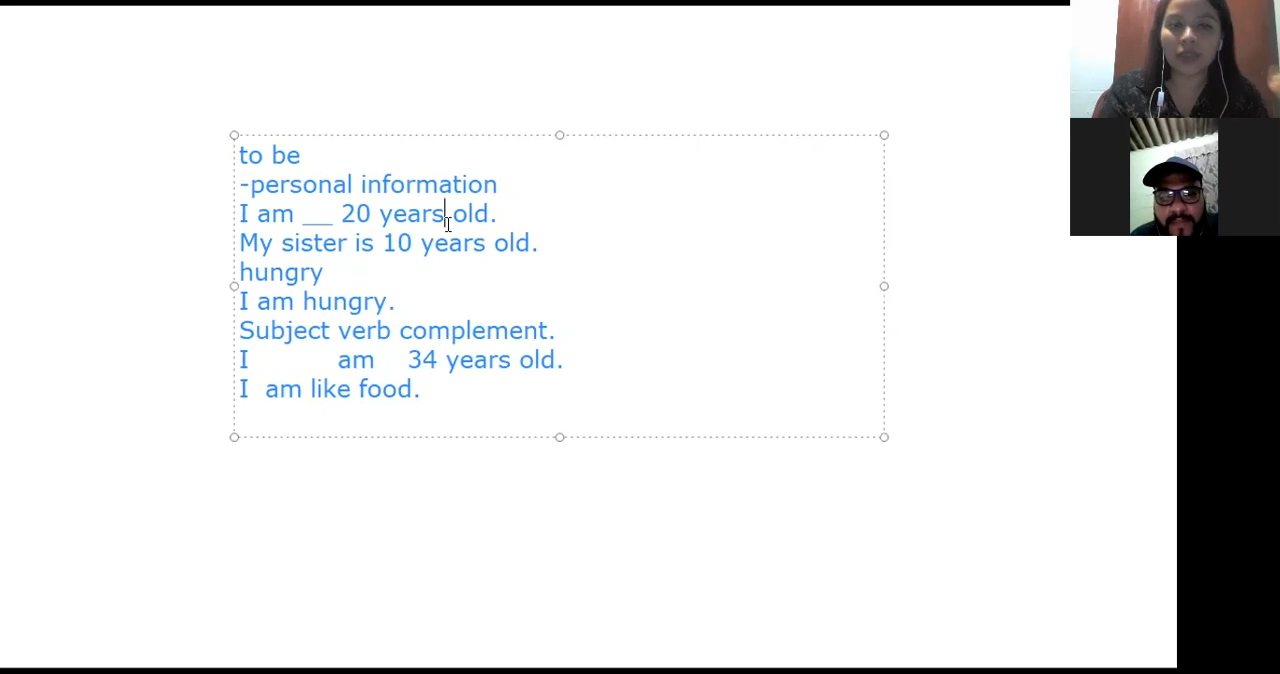 to be
-personal information
I am __ 20 years old.
My sister is 10 years old.
hungry
I am hungry.
Subject verb complement.
I am 34 years old.
I am like food.